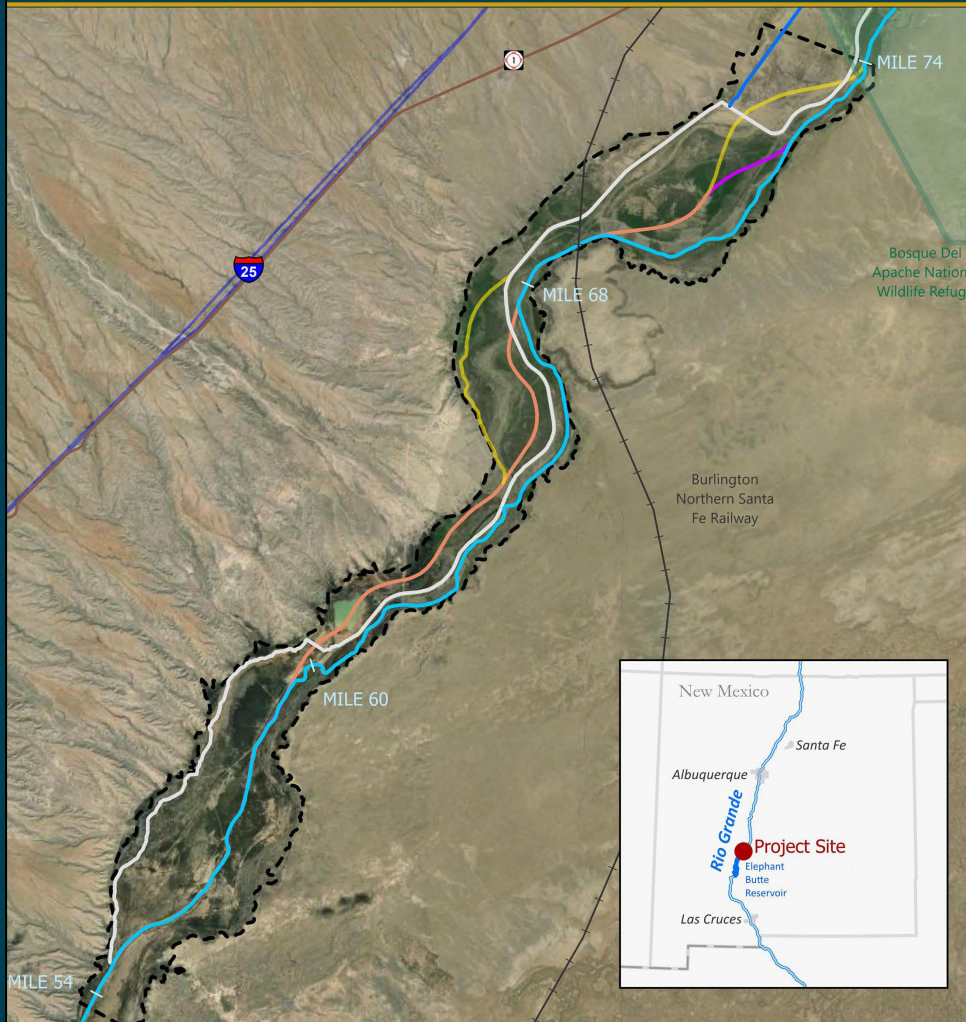 1
MILE 74
25
Bosque Del
Apache Nation
Wildlife Refug
MILE 68
Burlington
Northern Santa
Fe Railway
MILE 60
MILE 54
New Mexico
Santa Fe
Albuquerque
Rio Grande
Project Site
Elephant
Butte
Reservoir
Las Cruces